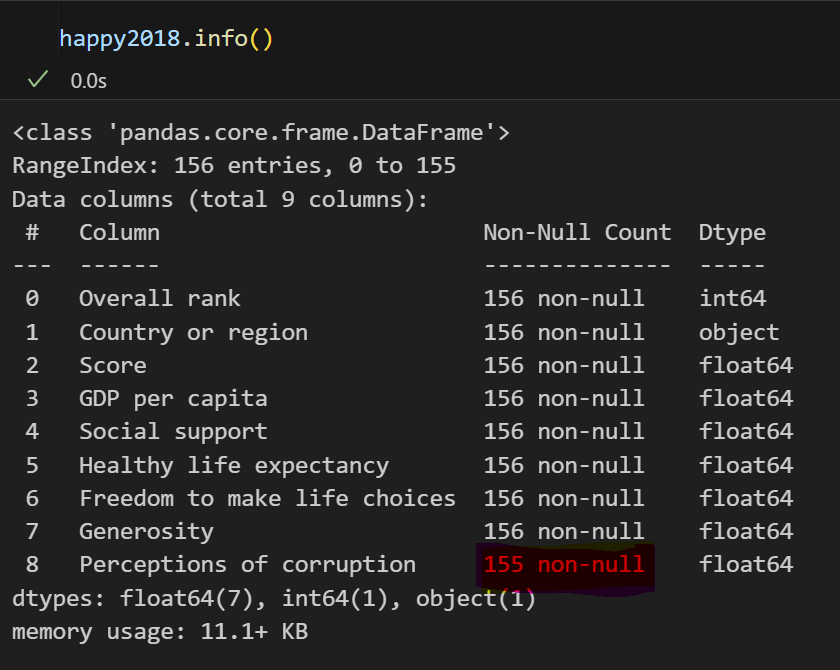 happy2018.info()
0.0s
<class 'pandas.core.frame.DataFrame'>
RangeIndex: 156 entries, 0 to 155
Data columns (total 9 columns):
 #   Column                        Non-Null Count  Dtype
---  ------                        --------------  -----
 0   Overall rank                  156 non-null    int64
 1   Country or region             156 non-null    object
 2   Score                         156 non-null    float64
 3   GDP per capita                156 non-null    float64
 4   Social support                156 non-null    float64
 5   Healthy life expectancy       156 non-null    float64
 6   Freedom to make life choices  156 non-null    float64
 7   Generosity                    156 non-null    float64
 8   Perceptions of corruption     155 non-null    float64
dtypes: float64(7), int64(1), object(1)
memory usage: 11.1+ KB